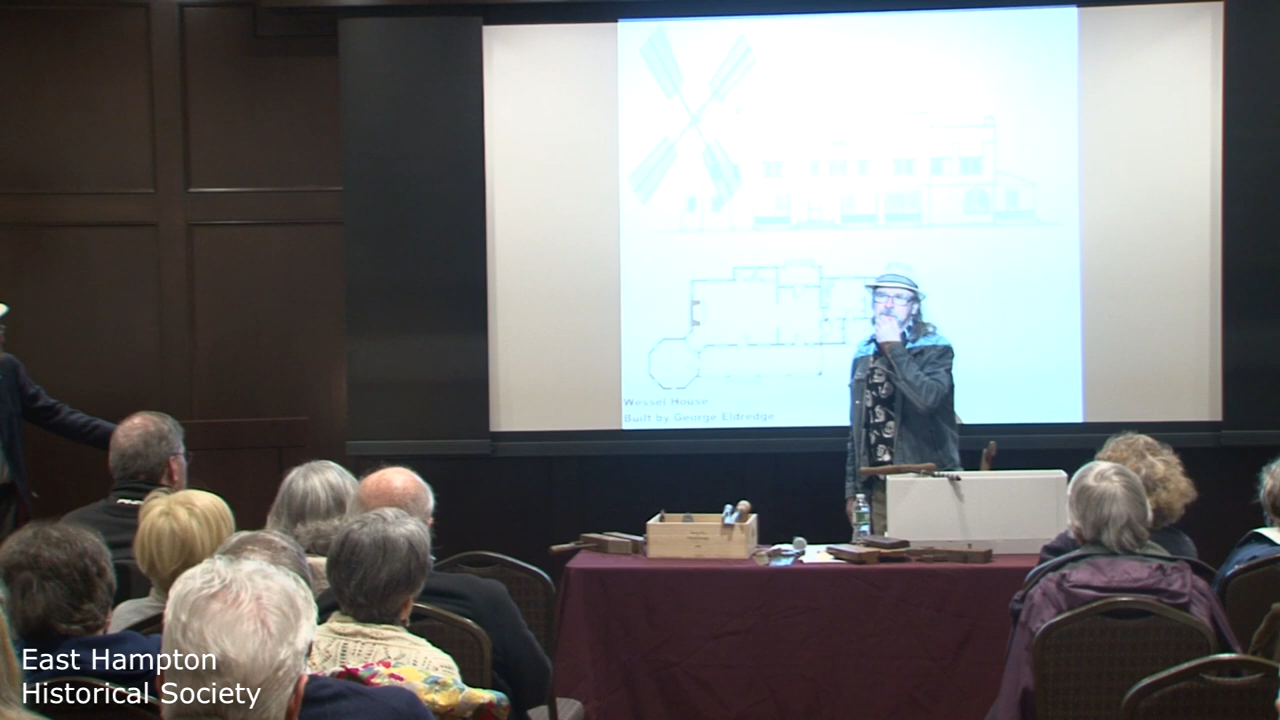 Wessel House
Built by George Eldredge
East Hampton
Historical Society